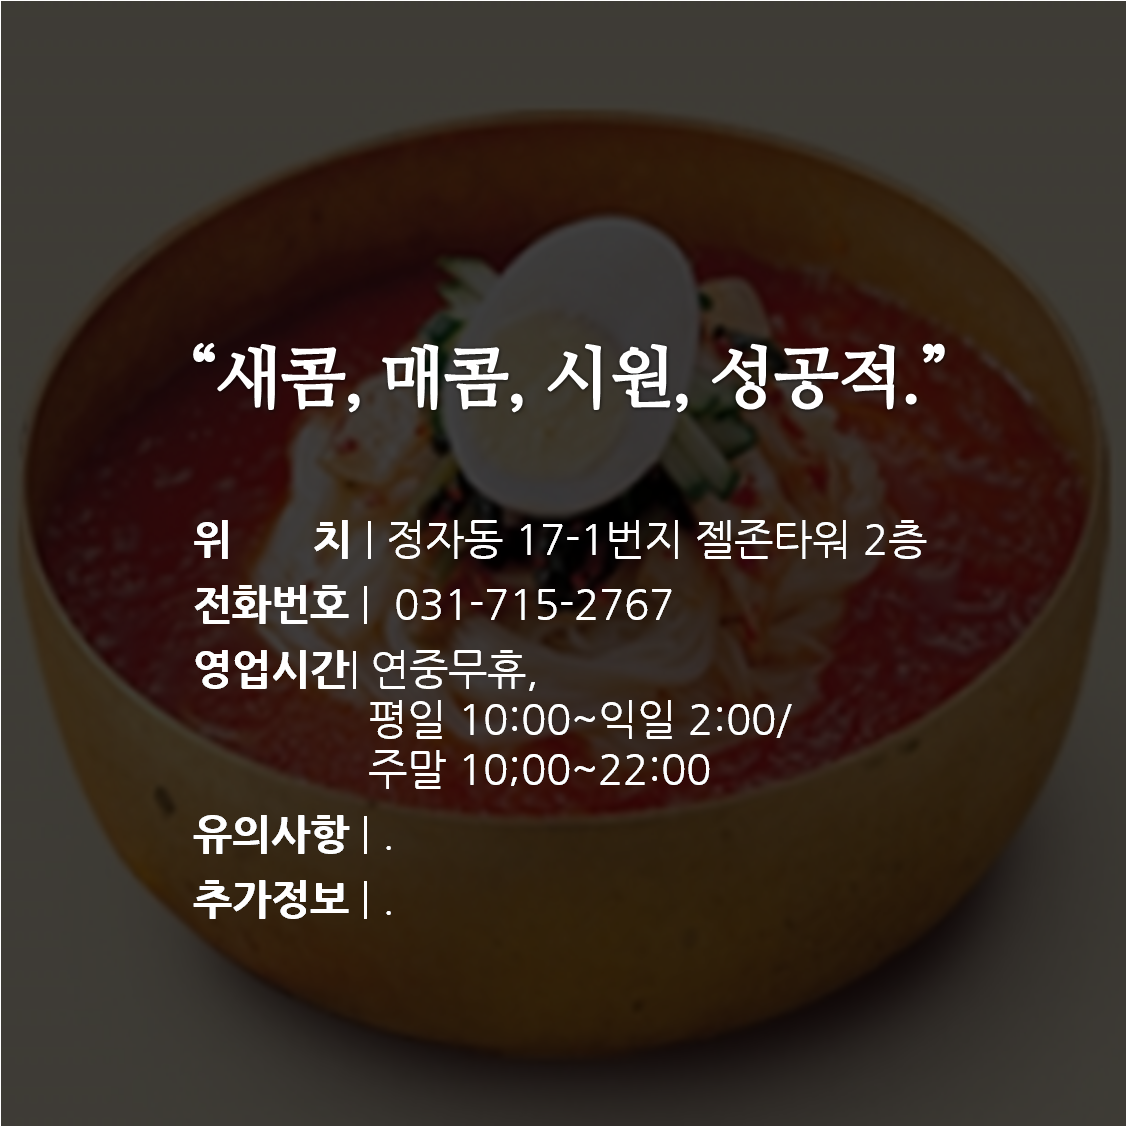 “새콤, 매콤, 시원, 성공적.”
위 치 | 정자동 17-1번지 젤존타워 2층
전화번호 | 031-715-2767
영업시간| 연중무휴,
평일 10:00~익일 2:00/
주말 10;00~22:00
유의사항 | .
추가정보 | .